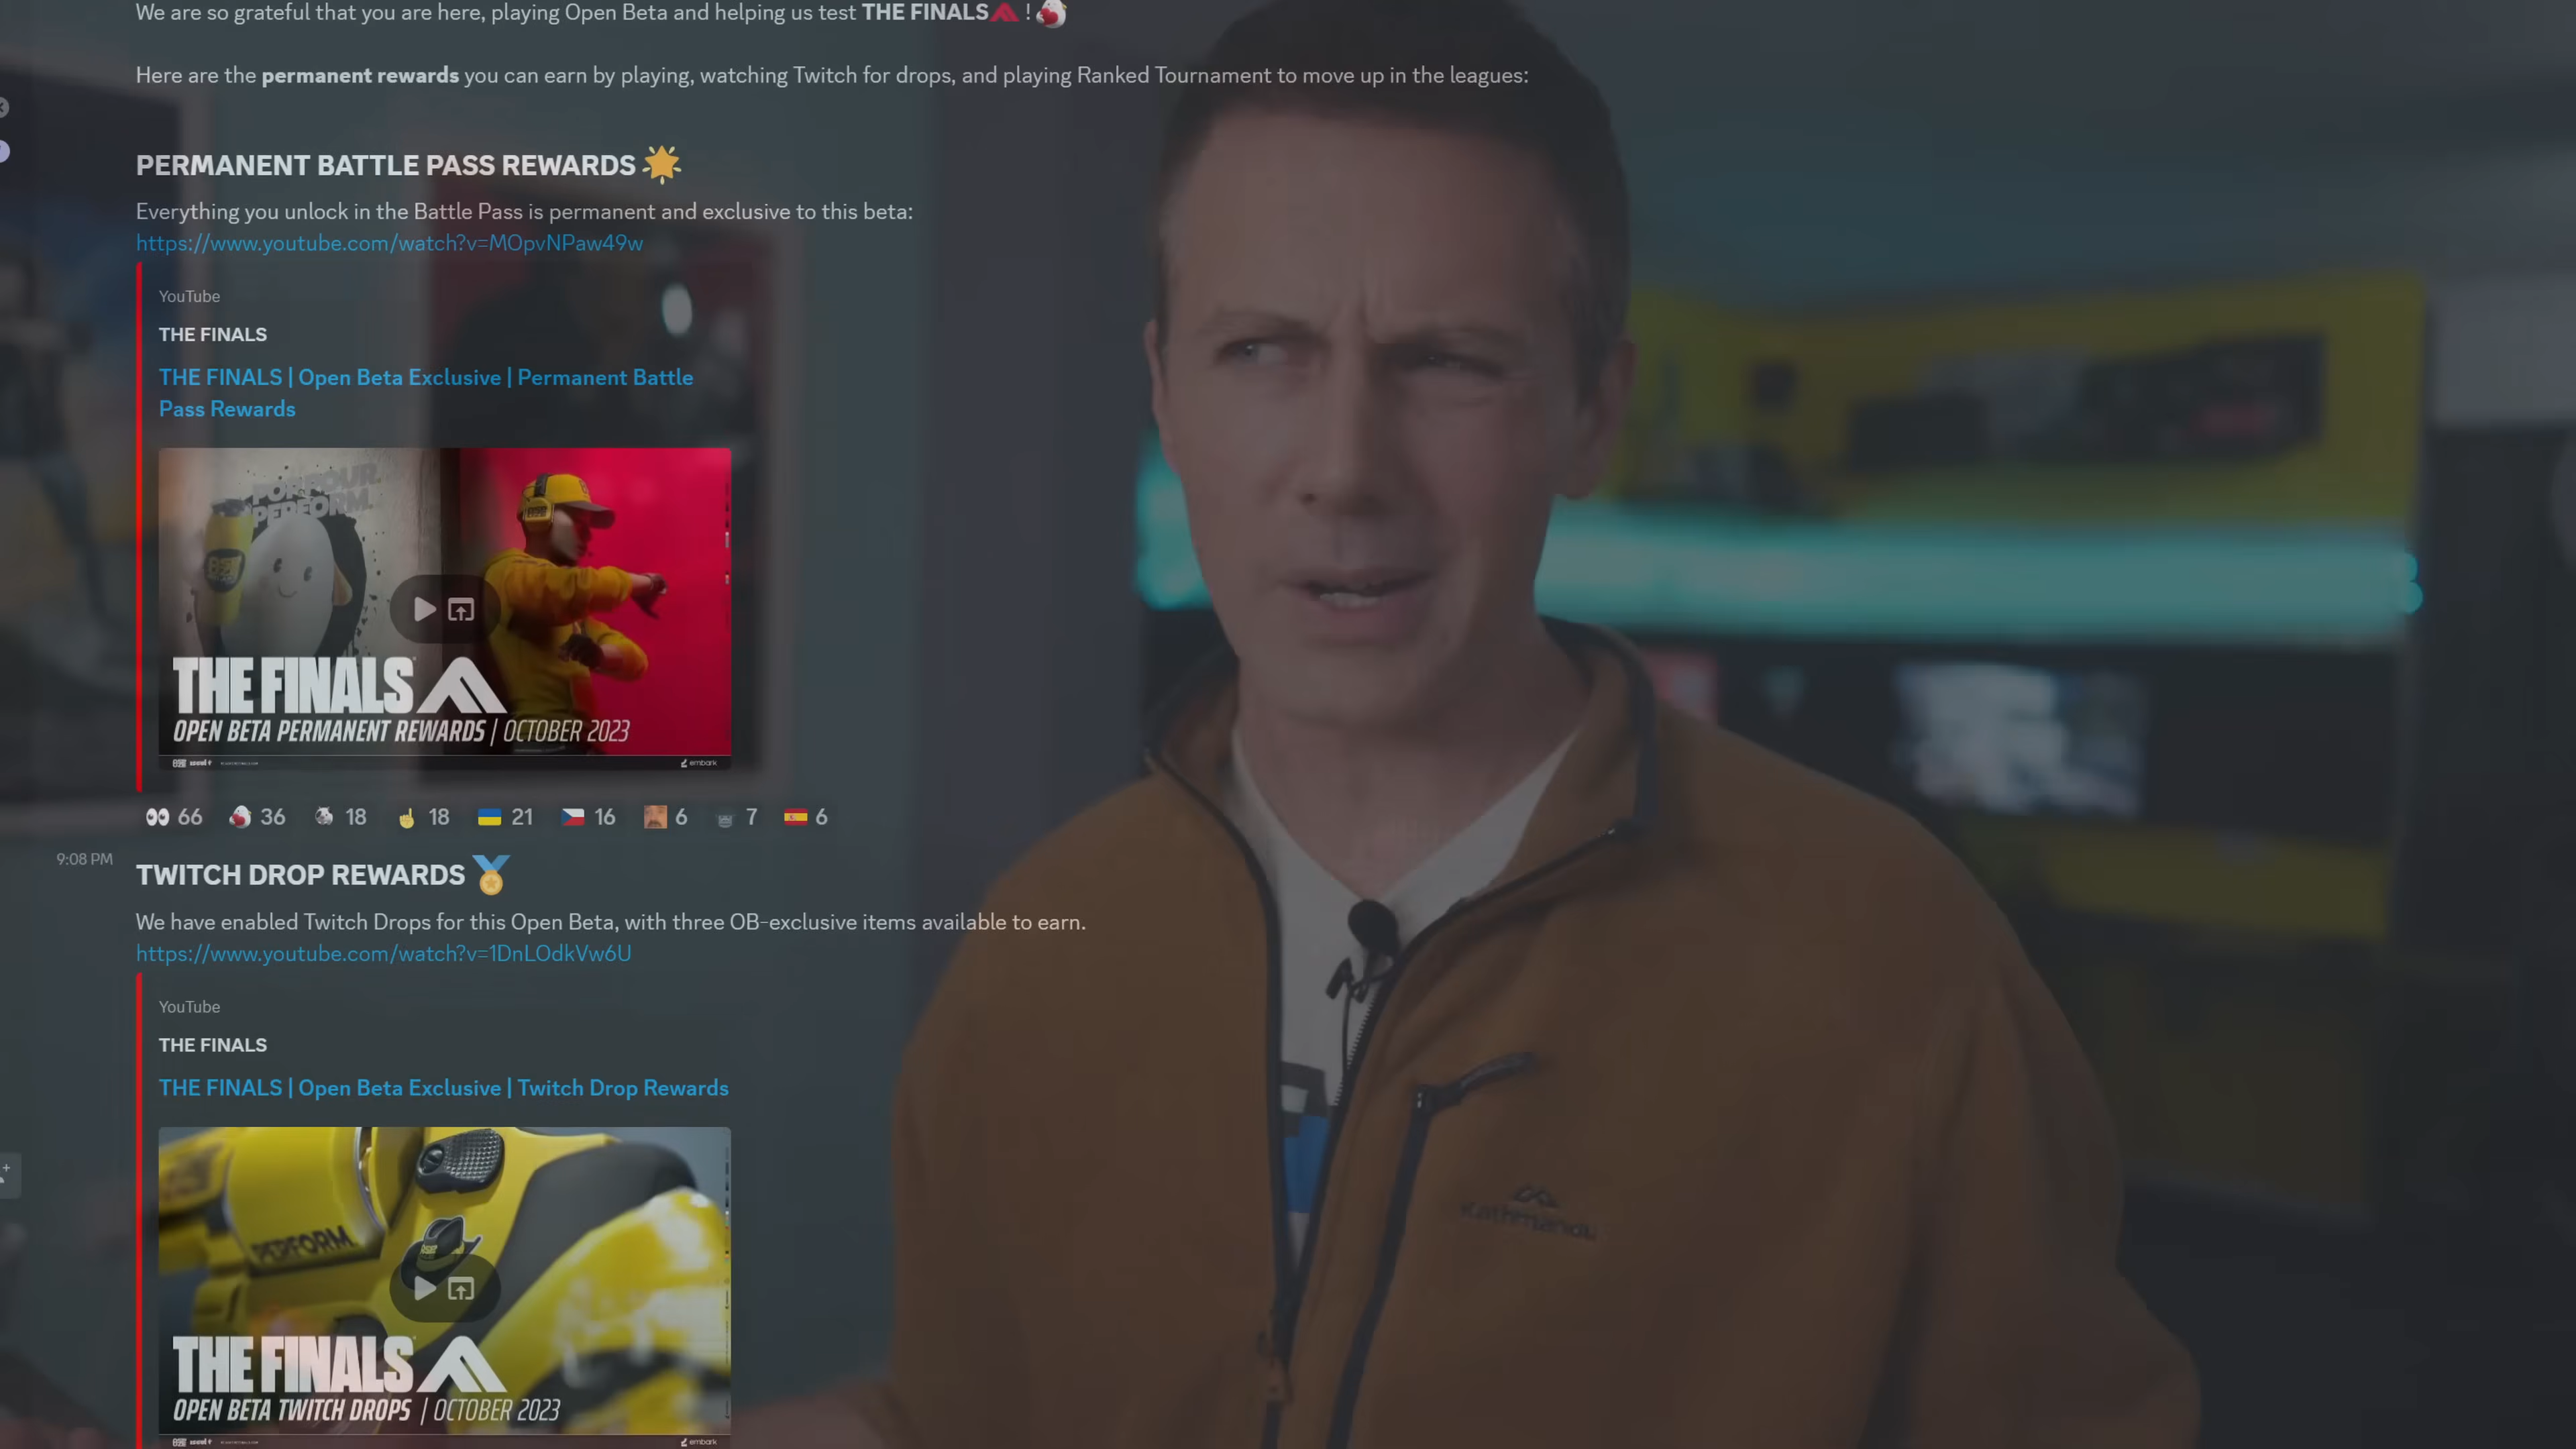 We are so grateful that you are here, playing Open Beta and helping us test THE FINALS !
Here are the permanent rewards you can earn by playing, watching Twitch for drops, and playing Ranked Tournament to move up in the leagues:
PERMANENT BATTLE PASS REWARDS
Everything you unlock in the Battle Pass is permanent and exclusive to this beta:
https://www.youtube.com/watch?v=MOpvNPaw49w
YouTube
THE FINALS
THE FINALS | Open Beta Exclusive | Permanent Battle
Pass Rewards
POP. POUR.
PERFORM.
THE FINALS
OPEN BETA PERMANENT REWARDS | OCTOBER 2023
embark
66 36 18 18 21 16 6 7 6
9:08 PM
TWITCH DROP REWARDS
We have enabled Twitch Drops for this Open Beta, with three OB-exclusive items available to earn.
https://www.youtube.com/watch?v=1DnLOdkVw6U
YouTube
THE FINALS
THE FINALS | Open Beta Exclusive | Twitch Drop Rewards
PERFORM.
THE FINALS
OPEN BETA TWITCH DROPS | OCTOBER 2023
embark
Kathmandu